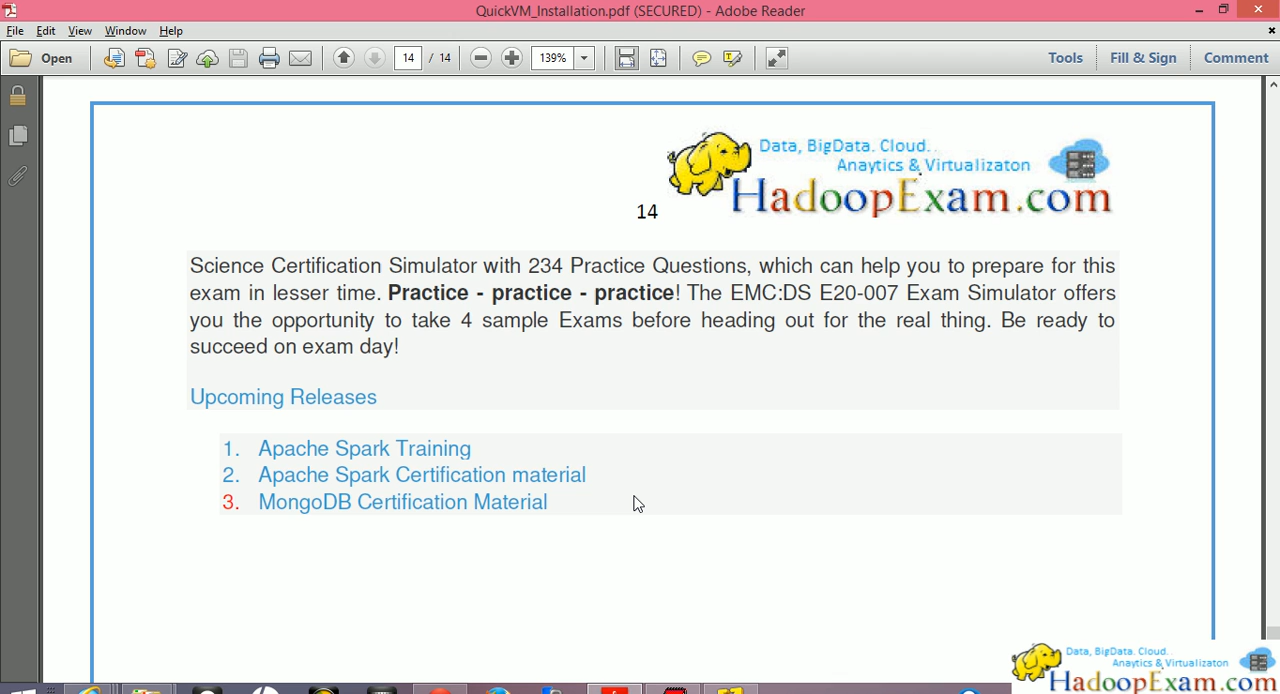 QuickVM_Installation.pdf (SECURED) - Adobe Reader
File Edit View Window Help
Open 14 / 14 139% Tools Fill & Sign Comment
Data, BigData. Cloud.
Anaytics & Virtualizaton
HadoopExam.com
14
Science Certification Simulator with 234 Practice Questions, which can help you to prepare for this
exam in lesser time. Practice - practice - practice! The EMC:DS E20-007 Exam Simulator offers
you the opportunity to take 4 sample Exams before heading out for the real thing. Be ready to
succeed on exam day!
Upcoming Releases
1. Apache Spark Training
2. Apache Spark Certification material
3. MongoDB Certification Material
Data, BigData. Cloud.
Anaytics & Virtualizaton
HadoopExam.com